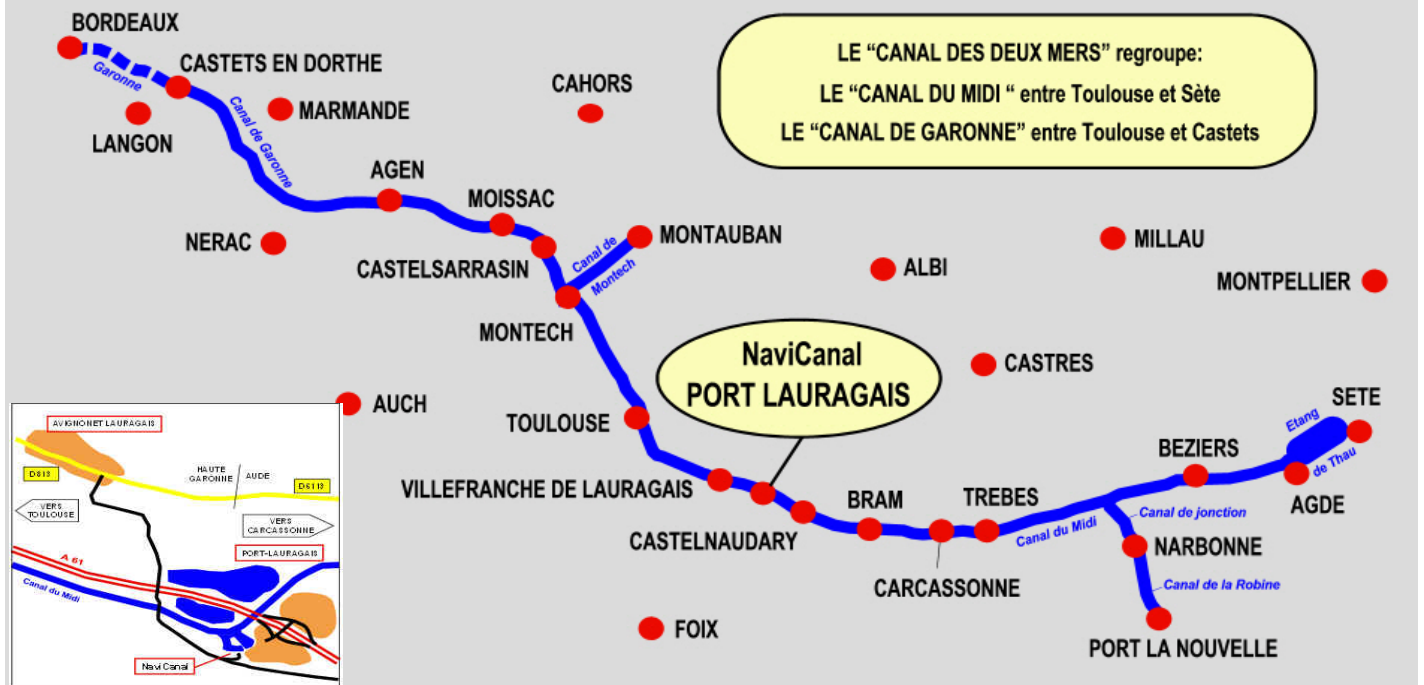 BORDEAUX
Garonne
CASTETS EN DORTHE
LANGON
MARMANDE
CAHORS
Canal de Garonne
LE “CANAL DES DEUX MERS” regroupe:
LE “CANAL DU MIDI “ entre Toulouse et Sète
LE “CANAL DE GARONNE” entre Toulouse et Castets
AGEN
MOISSAC
NERAC
CASTELSARRASIN
Canal de
Montech
MONTAUBAN
MONTECH
ALBI
MILLAU
MONTPELLIER
NaviCanal
PORT LAURAGAIS
CASTRES
AUCH
TOULOUSE
SETE
Etang
de Thau
BEZIERS
AGDE
VILLEFRANCHE DE LAURAGAIS
BRAM
TREBES
CASTELNAUDARY
CARCASSONNE
Canal du Midi
Canal de jonction
NARBONNE
Canal de la Robine
PORT LA NOUVELLE
FOIX
AVIGNONET LAURAGAIS
D813
HAUTE
GARONNE
AUDE
D6113
VERS
TOULOUSE
VERS
CARCASSONNE
PORT-LAURAGAIS
A 61
Canal du Midi
Navi Canal